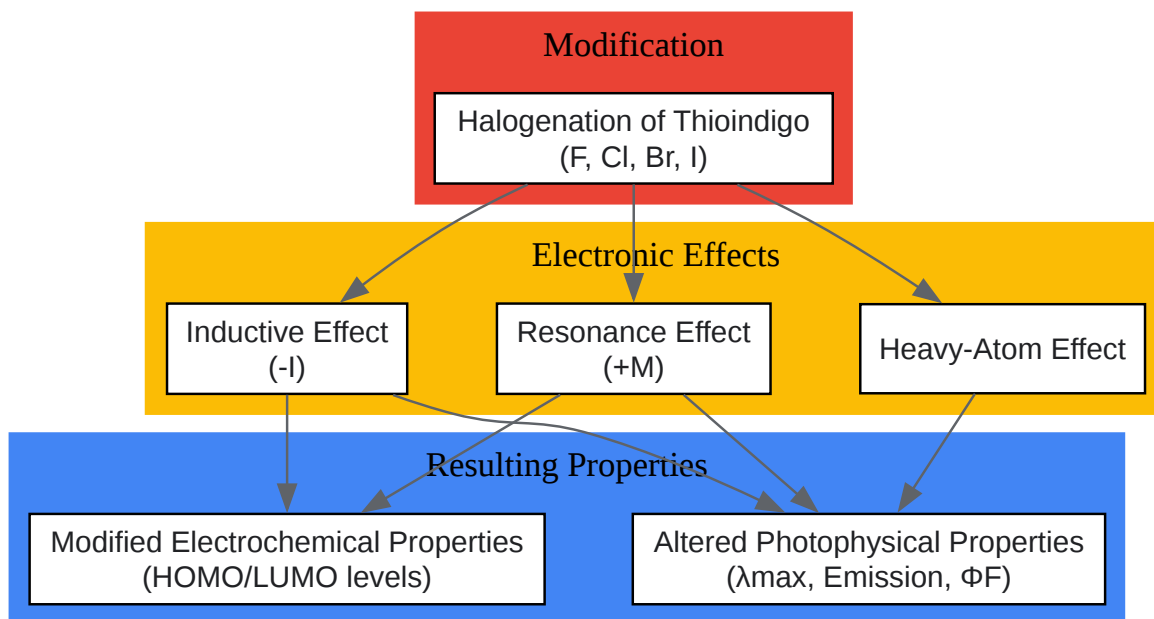 Modification
Halogenation of Thioindigo
(F, Cl, Br, I)
Electronic Effects
Inductive Effect
(-I)
Resonance Effect
(+M)
Heavy-Atom Effect
Resulting Properties
Modified Electrochemical Properties
(HOMO/LUMO levels)
Altered Photophysical Properties
(λmax, Emission, ΦF)